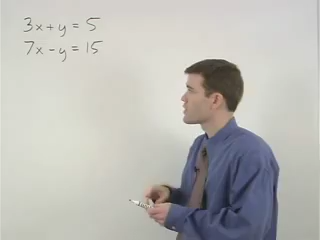 3x + y = 5
7x - y = 15